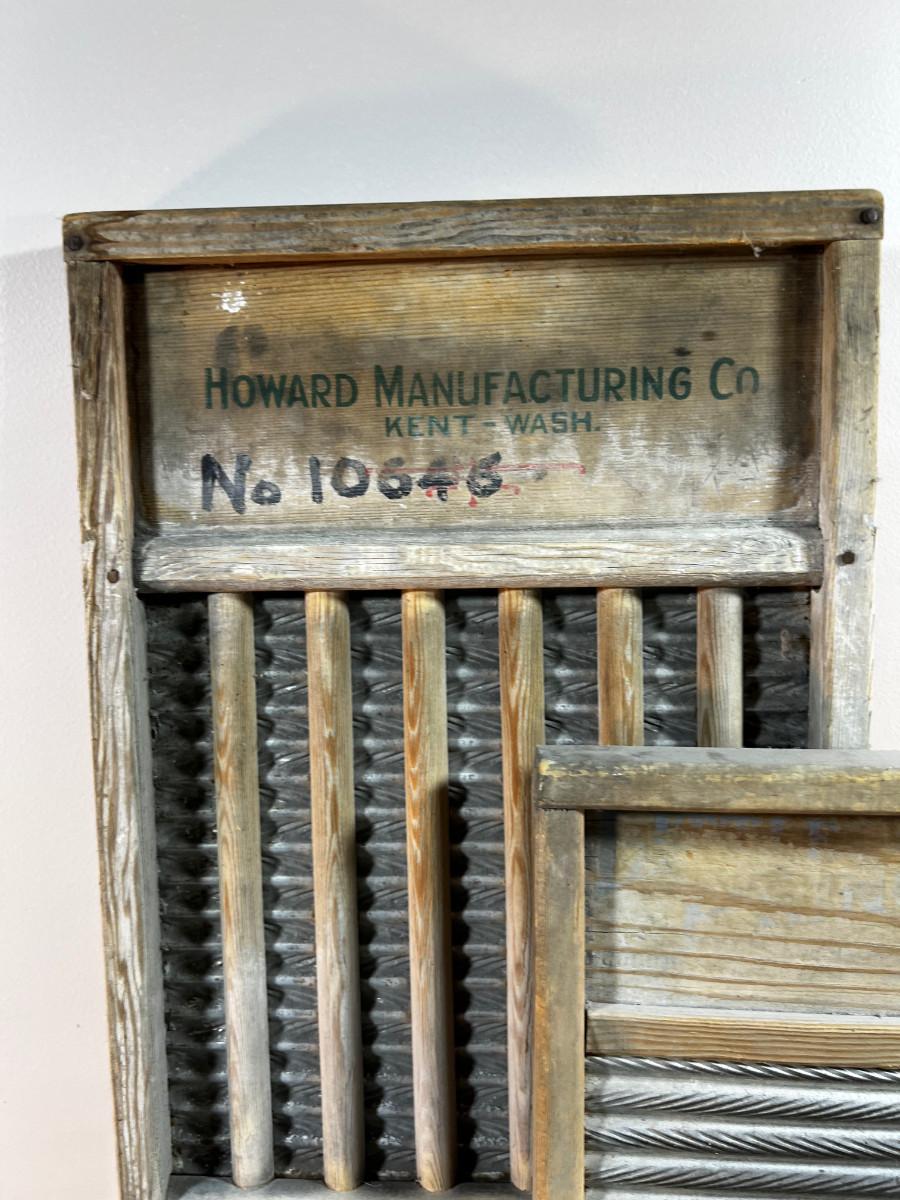 HOWARD MANUFACTURING CO
KENT - WASH.
No 10646